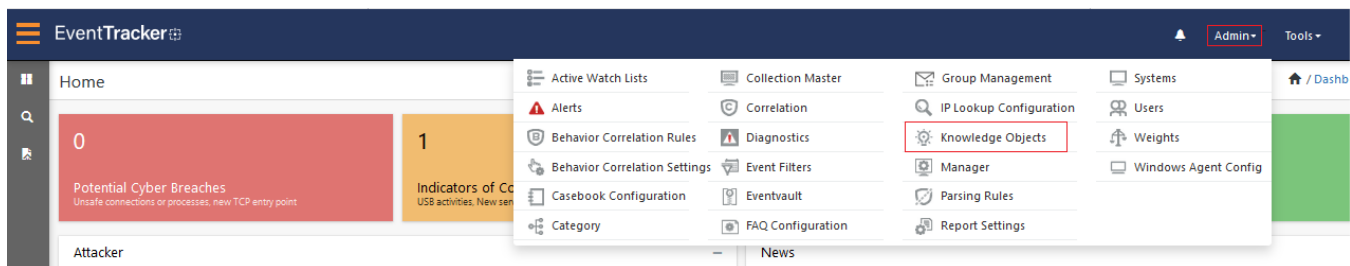 EventTracker
Admin
Tools
Home
/ Dashb
Active Watch Lists
Collection Master
Group Management
Systems
Alerts
Correlation
IP Lookup Configuration
Users
Behavior Correlation Rules
Diagnostics
Knowledge Objects
Weights
Behavior Correlation Settings
Event Filters
Manager
Windows Agent Config
Casebook Configuration
Eventvault
Parsing Rules
Category
FAQ Configuration
Report Settings
0
Potential Cyber Breaches
Unsafe connections or processes, new TCP entry point
1
Indicators of Co
USB activities, New serv
Attacker
News